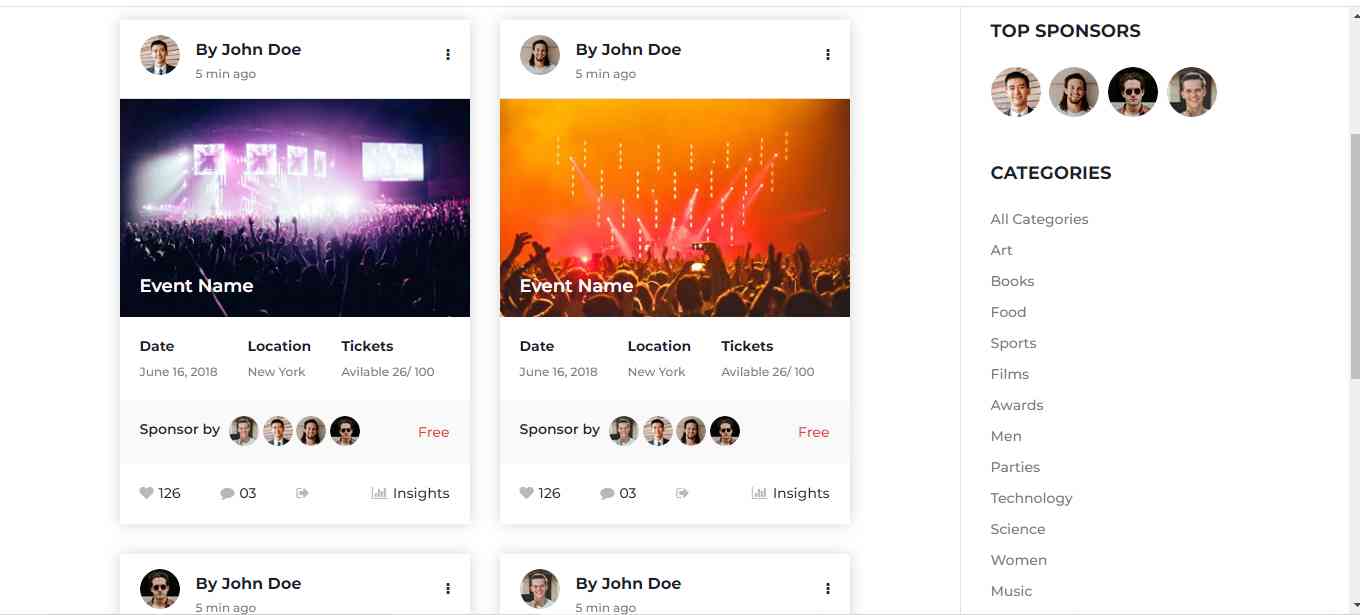 By John Doe
5 min ago
Event Name
Date Location Tickets
June 16, 2018 New York Avilable 26/ 100
Sponsor by Free
126 03 Insights
By John Doe
5 min ago
Event Name
Date Location Tickets
June 16, 2018 New York Avilable 26/ 100
Sponsor by Free
126 03 Insights
By John Doe
5 min ago
By John Doe
5 min ago
TOP SPONSORS
CATEGORIES
All Categories
Art
Books
Food
Sports
Films
Awards
Men
Parties
Technology
Science
Women
Music